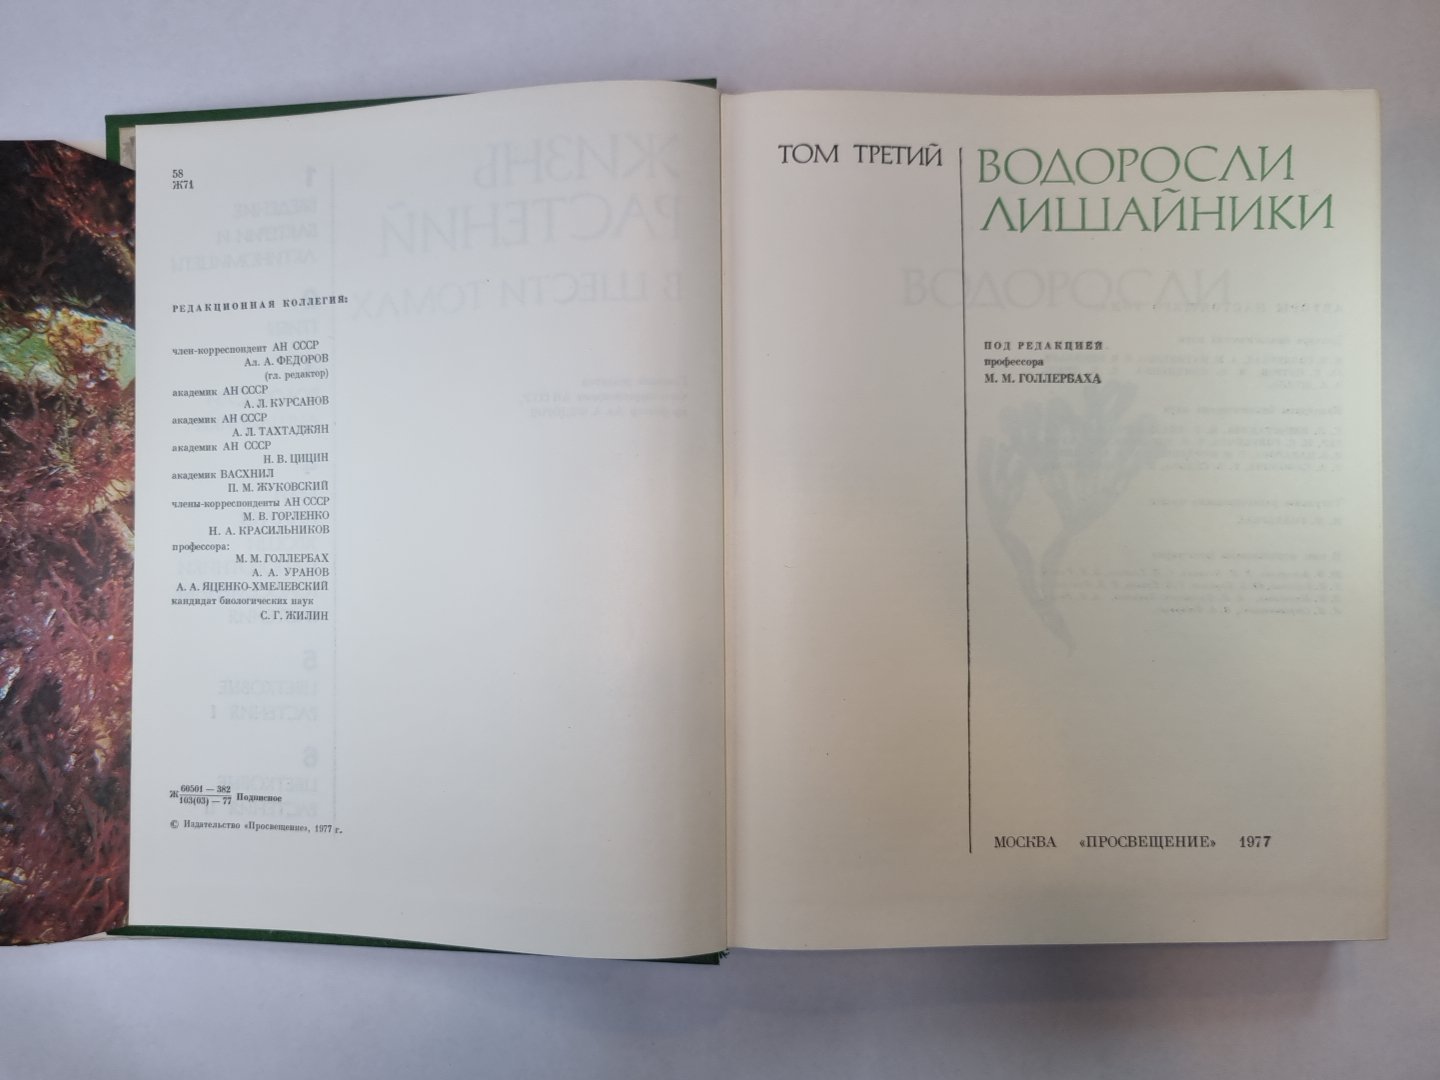 58
Ж71
РЕДАКЦИОННАЯ КОЛЛЕГИЯ:
член-корреспондент АН СССР
Ал. А. ФЕДОРОВ
(гл. редактор)
академик АН СССР
А. Л. КУРСАНОВ
академик АН СССР
А. Л. ТАХТАДЖЯН
академик АН СССР
Н. В. ЦИЦИН
академик ВАСХНИЛ
П. М. ЖУКОВСКИЙ
члены-корреспонденты АН СССР
М. В. ГОРЛЕНКО
Н. А. КРАСИЛЬНИКОВ
профессора:
М. М. ГОЛЛЕРБАХ
А. А. УРАНОВ
А. А. ЯЦЕНКО-ХМЕЛЕВСКИЙ
кандидат биологических наук
С. Г. ЖИЛИН
60501 — 382
Ж 103(03) — 77 Подписное
© Издательство «Просвещение», 1977 г.
ТОМ ТРЕТИЙ
ВОДОРОСЛИ
ЛИШАЙНИКИ
ПОД РЕДАКЦИЕЙ
профессора
М. М. ГОЛЛЕРБАХА
МОСКВА «ПРОСВЕЩЕНИЕ» 1977